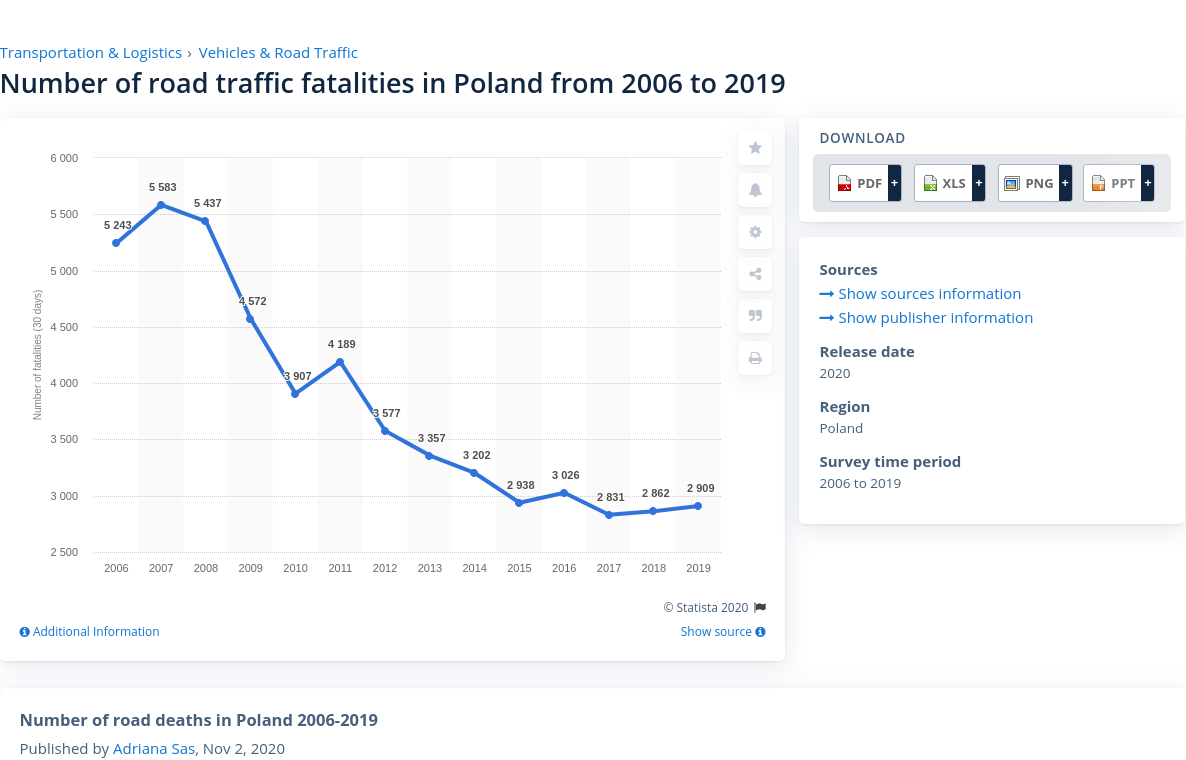 Transportation & Logistics › Vehicles & Road Traffic
Number of road traffic fatalities in Poland from 2006 to 2019
Number of fatalities (30 days)
6 000
5 500
5 000
4 500
4 000
3 500
3 000
2 500
5 243
5 583
5 437
4 572
3 907
4 189
3 577
3 357
3 202
2 938
3 026
2 831
2 862
2 909
2006 2007 2008 2009 2010 2011 2012 2013 2014 2015 2016 2017 2018 2019
© Statista 2020
Additional Information
Show source
DOWNLOAD
PDF + XLS + PNG + PPT +
Sources
Show sources information
Show publisher information
Release date
2020
Region
Poland
Survey time period
2006 to 2019
Number of road deaths in Poland 2006-2019
Published by Adriana Sas, Nov 2, 2020